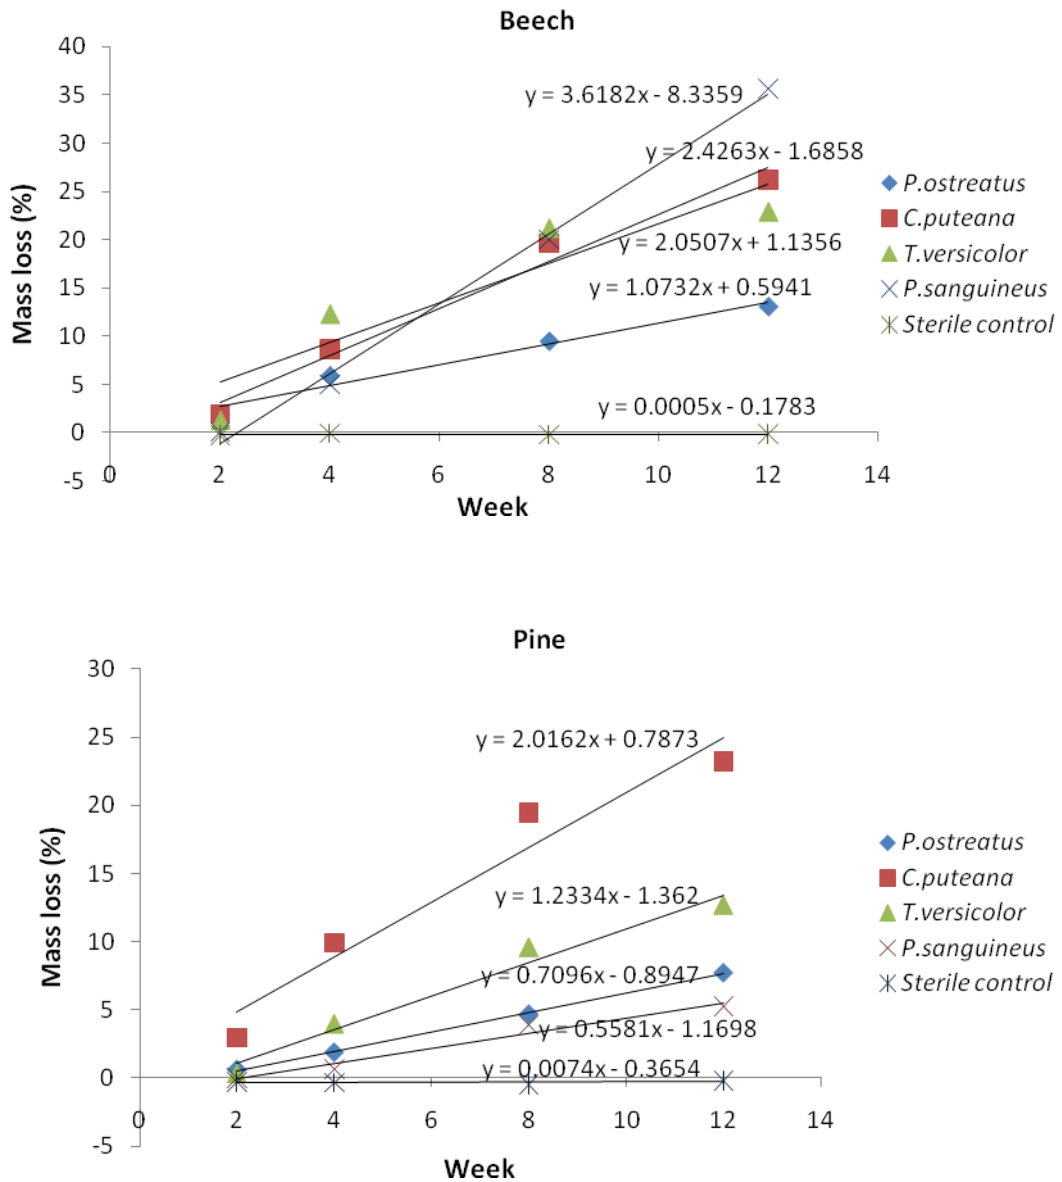 Beech
40
35
30
25
20
15
10
5
0
-5
Mass loss (%)
y = 3.6182x - 8.3359
y = 2.4263x - 1.6858
y = 2.0507x + 1.1356
y = 1.0732x + 0.5941
y = 0.0005x - 0.1783
0 2 4 6 8 10 12 14
Week
P.ostreatus
C.puteana
T.versicolor
P.sanguineus
Sterile control
Pine
30
25
20
15
10
5
0
-5
Mass loss (%)
y = 2.0162x + 0.7873
y = 1.2334x - 1.362
y = 0.7096x - 0.8947
y = 0.5581x - 1.1698
y = 0.0074x - 0.3654
0 2 4 6 8 10 12 14
Week
P.ostreatus
C.puteana
T.versicolor
P.sanguineus
Sterile control